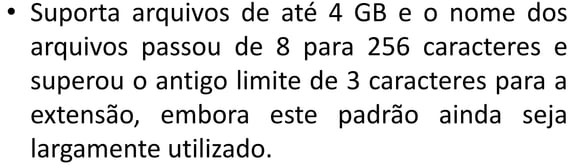 • Suporta arquivos de até 4 GB e o nome dos
arquivos passou de 8 para 256 caracteres e
superou o antigo limite de 3 caracteres para a
extensão, embora este padrão ainda seja
largamente utilizado.